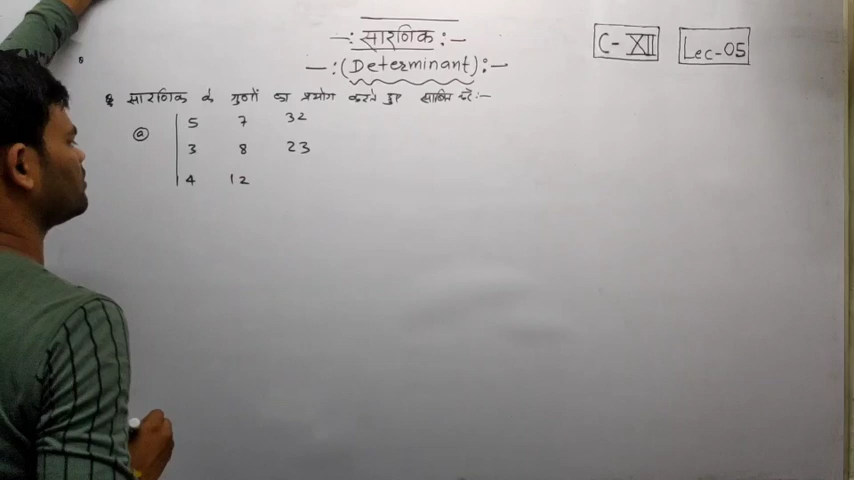 —: सारणिक :—
C- XII
Lec-05
—:(Determinant):—
सारणिक के गुणों का प्रयोग करते हुए साबित करें:-
ⓐ
5 7 32
3 8 23
4 12